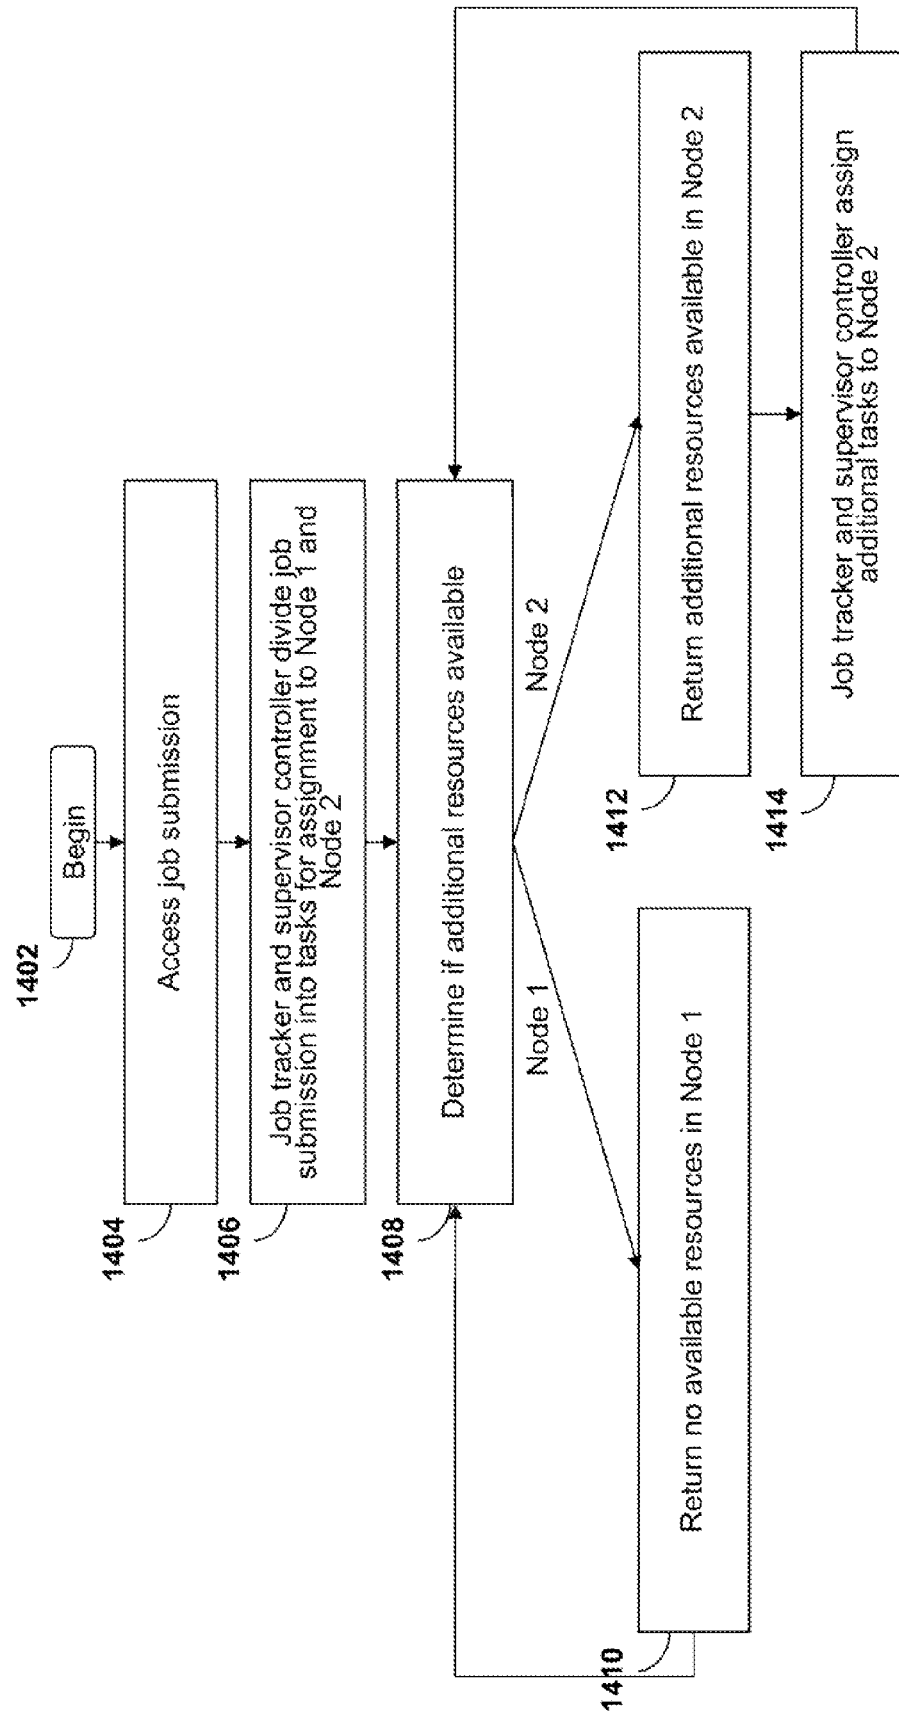 1402
Begin
1404
Access job submission
1406
Job tracker and supervisor controller divide job
submission into tasks for assignment to Node 1 and
Node 2
1408
Determine if additional resources available
Node 1
Node 2
1410
Return no available resources in Node 1
1412
Return additional resources available in Node 2
1414
Job tracker and supervisor controller assign
additional tasks to Node 2